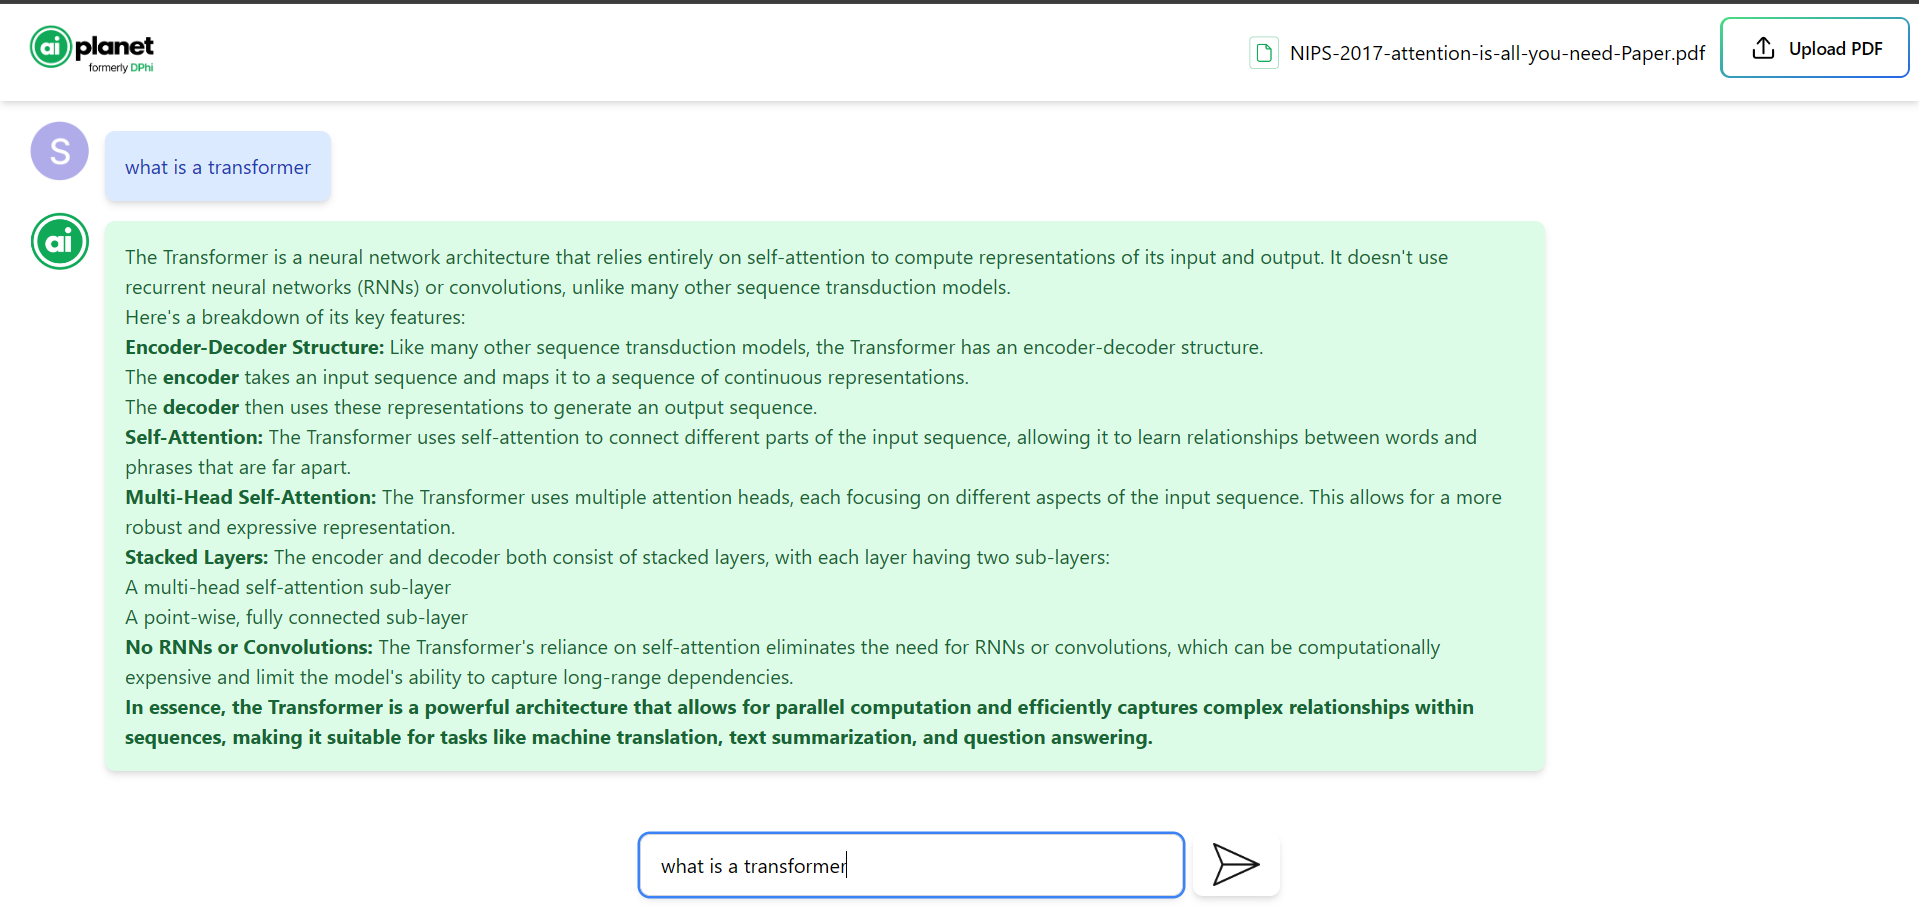 ai planet
formerly DPhi
NIPS-2017-attention-is-all-you-need-Paper.pdf
Upload PDF
S
what is a transformer
ai
The Transformer is a neural network architecture that relies entirely on self-attention to compute representations of its input and output. It doesn't use
recurrent neural networks (RNNs) or convolutions, unlike many other sequence transduction models.
Here's a breakdown of its key features:
Encoder-Decoder Structure: Like many other sequence transduction models, the Transformer has an encoder-decoder structure.
The encoder takes an input sequence and maps it to a sequence of continuous representations.
The decoder then uses these representations to generate an output sequence.
Self-Attention: The Transformer uses self-attention to connect different parts of the input sequence, allowing it to learn relationships between words and
phrases that are far apart.
Multi-Head Self-Attention: The Transformer uses multiple attention heads, each focusing on different aspects of the input sequence. This allows for a more
robust and expressive representation.
Stacked Layers: The encoder and decoder both consist of stacked layers, with each layer having two sub-layers:
A multi-head self-attention sub-layer
A point-wise, fully connected sub-layer
No RNNs or Convolutions: The Transformer's reliance on self-attention eliminates the need for RNNs or convolutions, which can be computationally
expensive and limit the model's ability to capture long-range dependencies.
In essence, the Transformer is a powerful architecture that allows for parallel computation and efficiently captures complex relationships within
sequences, making it suitable for tasks like machine translation, text summarization, and question answering.
what is a transformer